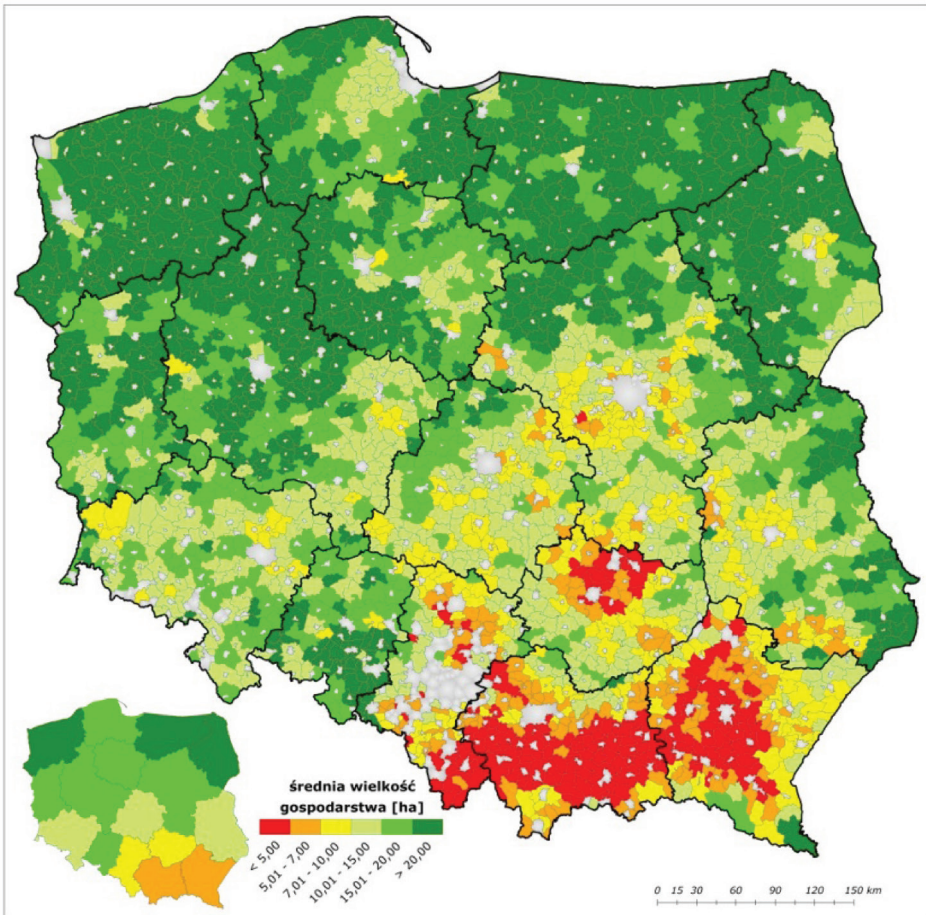 średnia wielkość
gospodarstwa [ha]
< 5,00
5,01 - 7,00
7,01 - 10,00
10,01 - 15,00
15,01 - 20,00
> 20,00
0 15 30 60 90 120 150 km